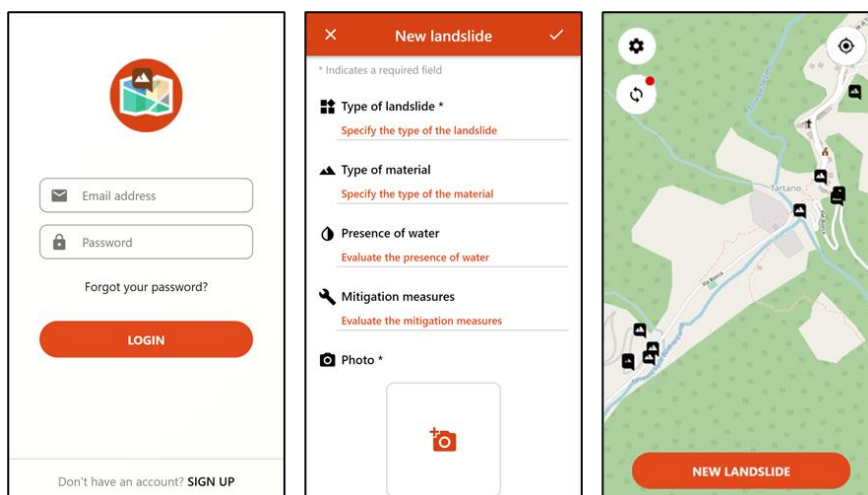 Email address
Password
Forgot your password?
LOGIN
Don't have an account? SIGN UP
New landslide
* Indicates a required field
Type of landslide *
Specify the type of the landslide
Type of material
Specify the type of the material
Presence of water
Evaluate the presence of water
Mitigation measures
Evaluate the mitigation measures
Photo *
Tartano
Via Roma
NEW LANDSLIDE